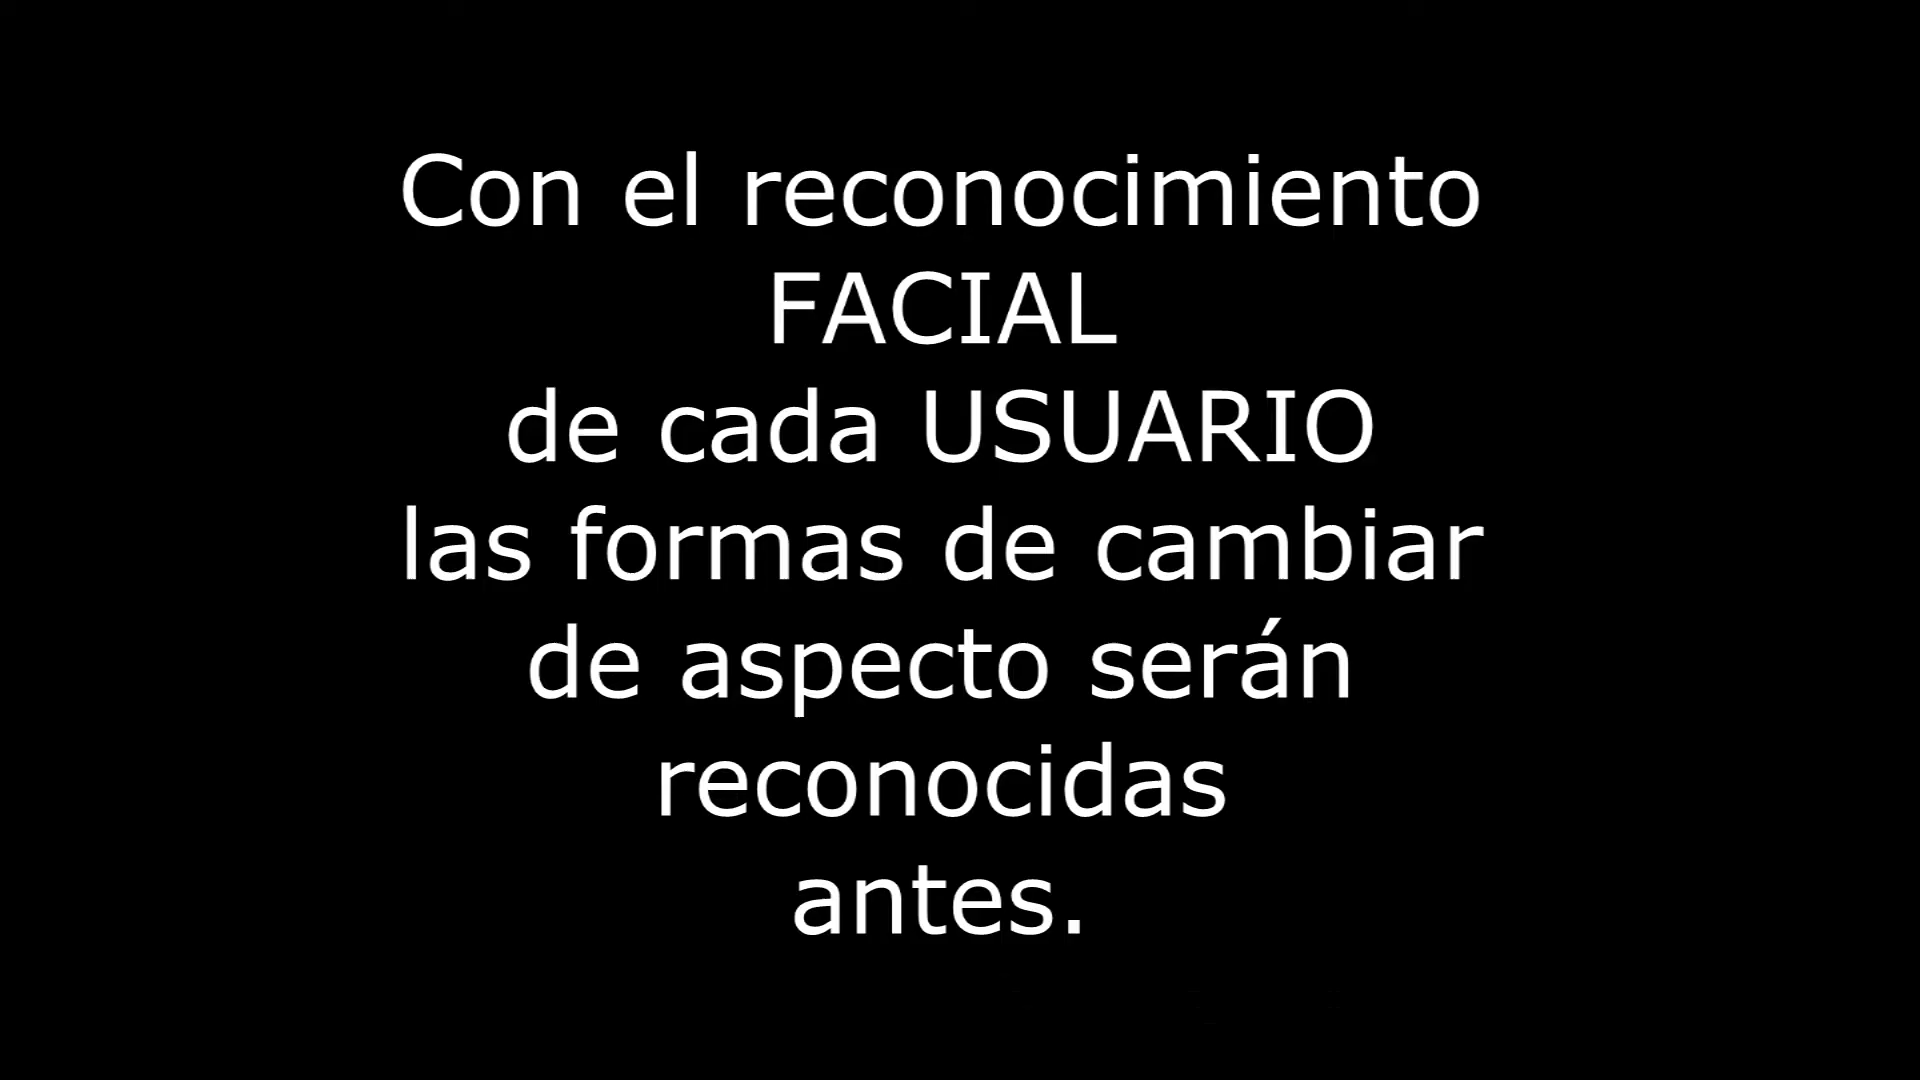 Con el reconocimiento
FACIAL
de cada USUARIO
las formas de cambiar
de aspecto serán
reconocidas
antes.